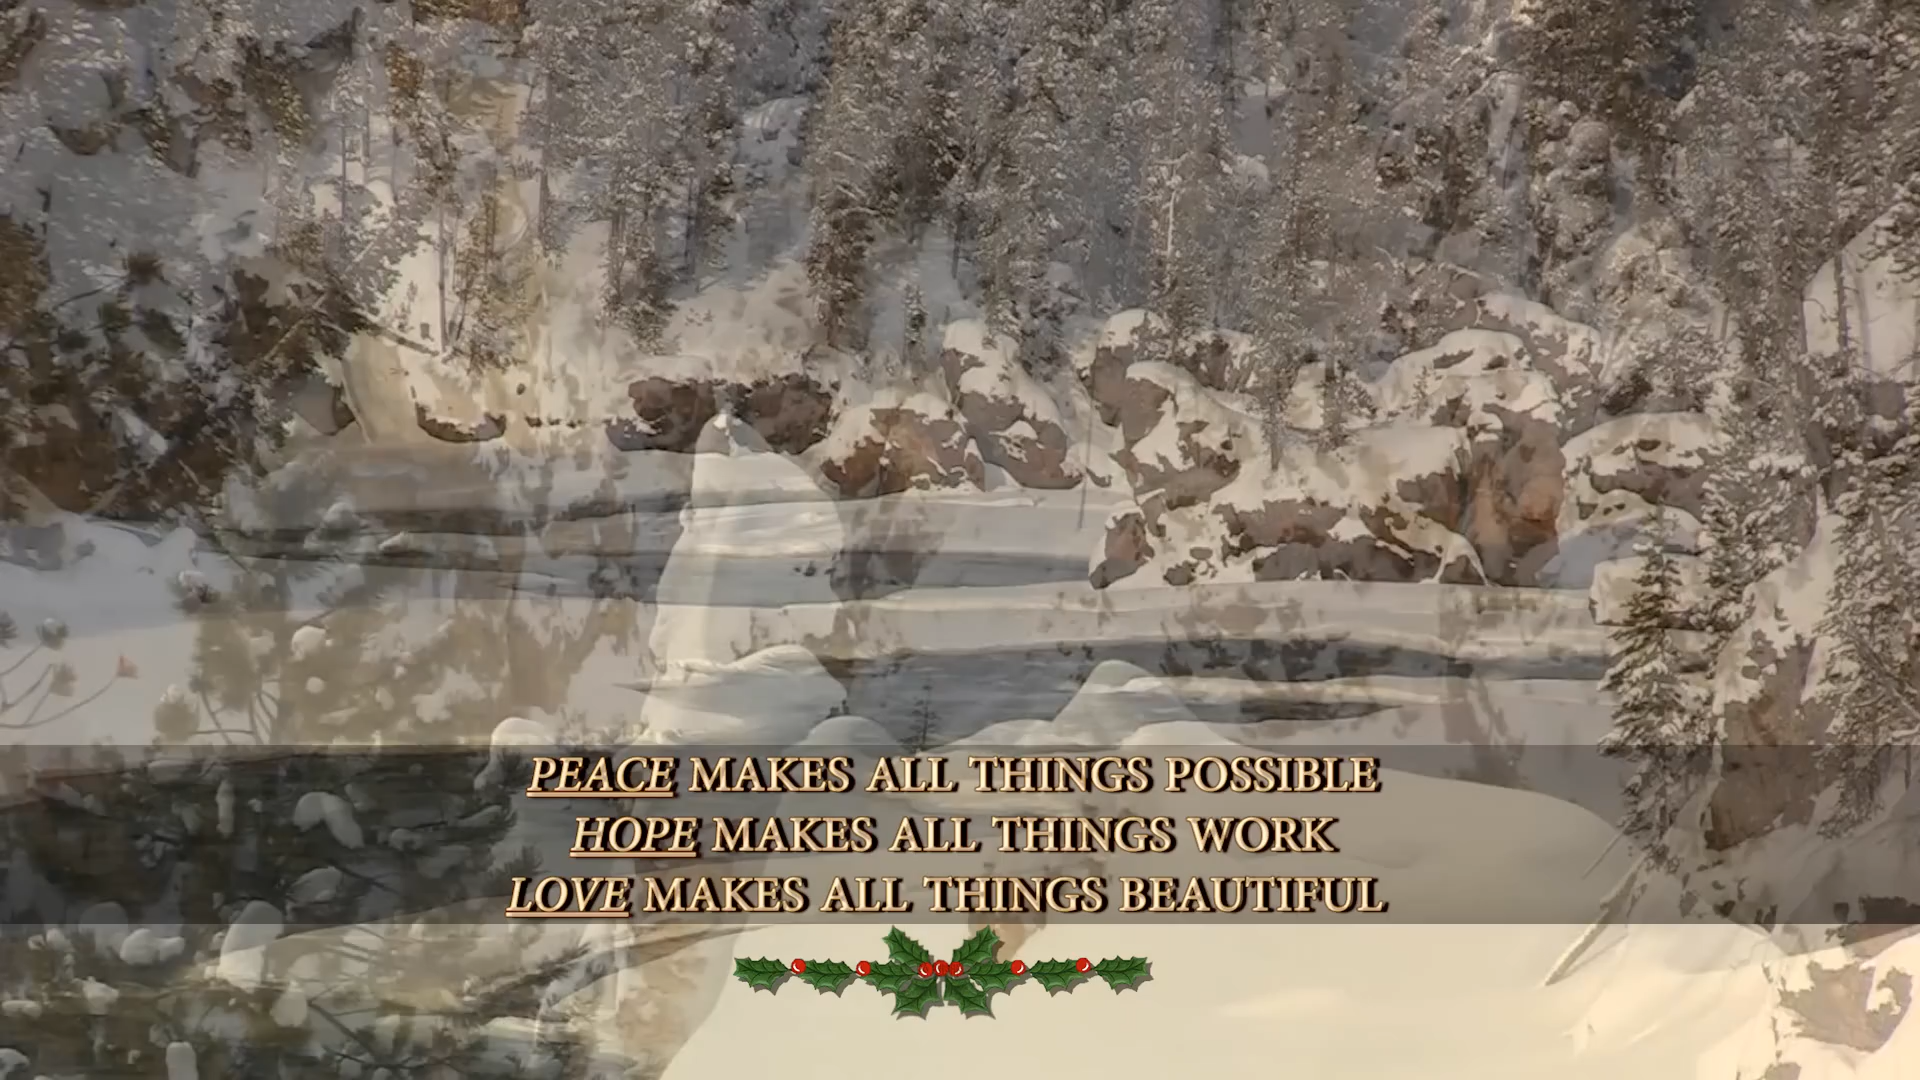 PEACE MAKES ALL THINGS POSSIBLE
HOPE MAKES ALL THINGS WORK
LOVE MAKES ALL THINGS BEAUTIFUL